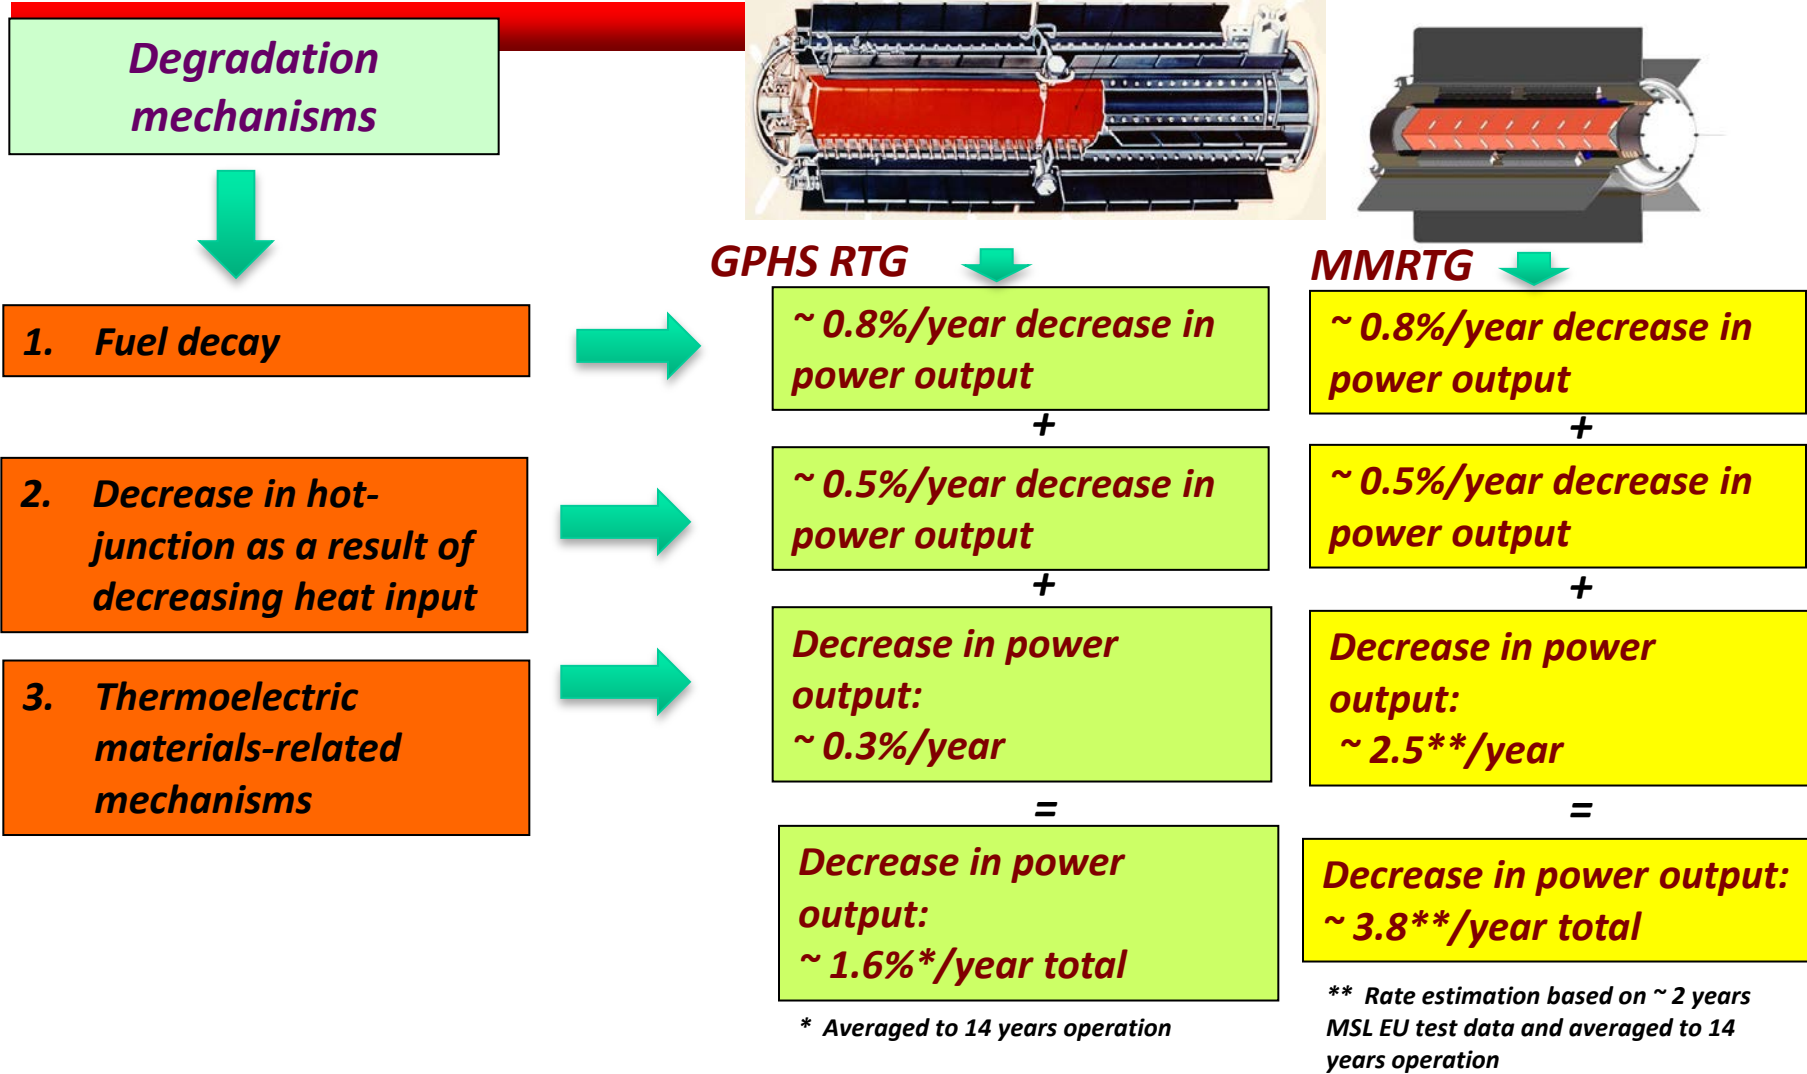 Degradation
mechanisms
GPHS RTG
MMRTG
1. Fuel decay
~ 0.8%/year decrease in
power output
~ 0.8%/year decrease in
power output
+
+
2. Decrease in hot-
junction as a result of
decreasing heat input
~ 0.5%/year decrease in
power output
~ 0.5%/year decrease in
power output
+
+
3. Thermoelectric
materials-related
mechanisms
Decrease in power
output:
~ 0.3%/year
Decrease in power
output:
~ 2.5**/year
=
=
Decrease in power
output:
~ 1.6%*/year total
Decrease in power output:
~ 3.8**/year total
* Averaged to 14 years operation
** Rate estimation based on ~ 2 years
MSL EU test data and averaged to 14
years operation